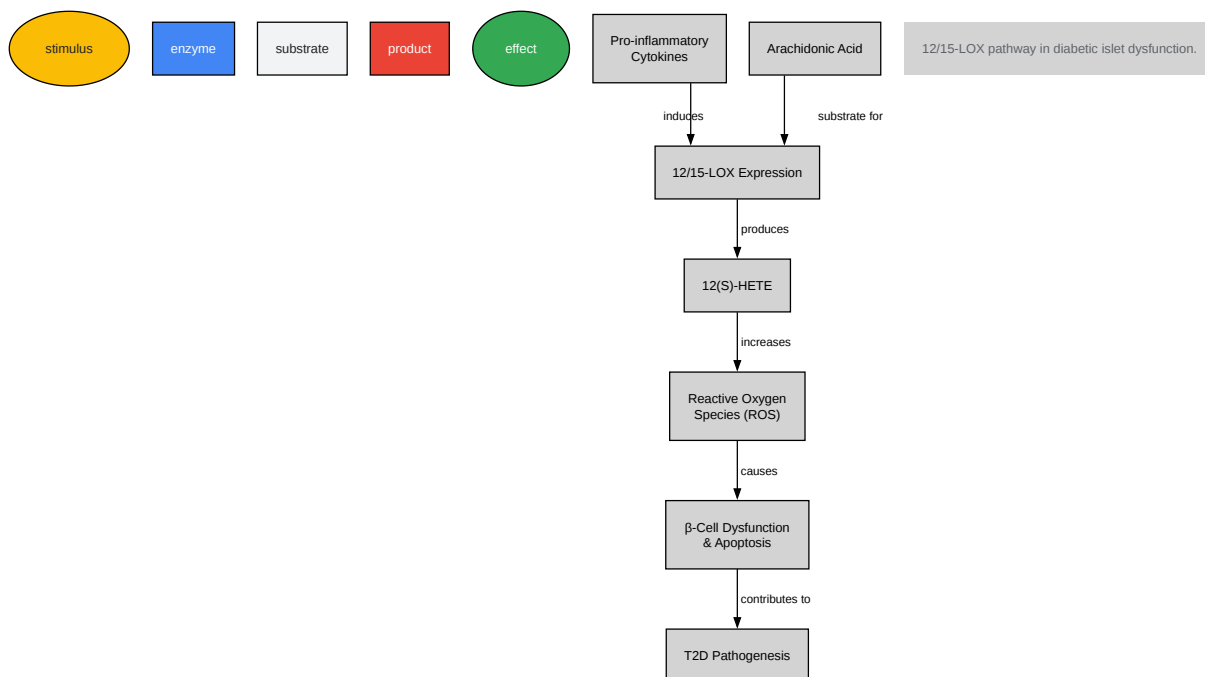 stimulus
enzyme
substrate
product
effect
Pro-inflammatory
Cytokines
Arachidonic Acid
12/15-LOX pathway in diabetic islet dysfunction.
induces
substrate for
12/15-LOX Expression
produces
12(S)-HETE
increases
Reactive Oxygen
Species (ROS)
causes
β-Cell Dysfunction
& Apoptosis
contributes to
T2D Pathogenesis